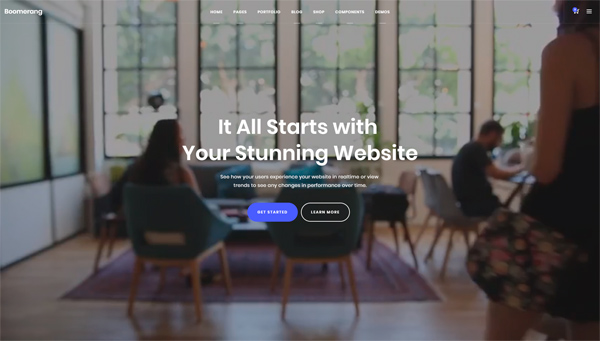 Boomerang
HOME PAGES PORTFOLIO BLOG SHOP COMPONENTS DEMOS
It All Starts with
Your Stunning Website
See how your users experience your website in realtime or view
trends to see any changes in performance over time.
GET STARTED LEARN MORE